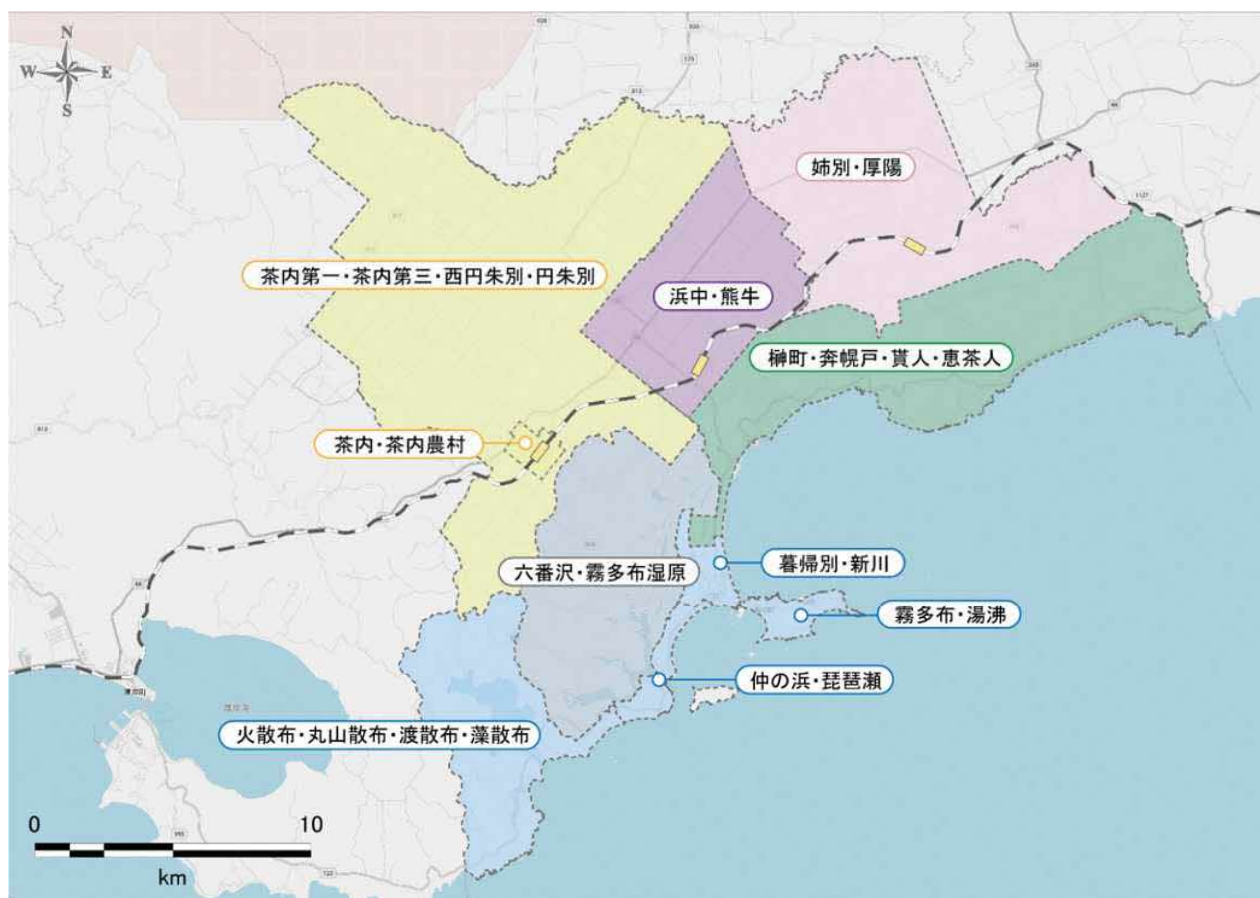 N
W
E
S
姉別・厚陽
茶内第一・茶内第三・西円朱別・円朱別
浜中・熊牛
榊町・奔幌戸・貰人・恵茶人
茶内・茶内農村
六番沢・霧多布湿原
暮帰別・新川
霧多布・湯沸
仲の浜・琵琶瀬
火散布・丸山散布・渡散布・藻散布
0
10
km